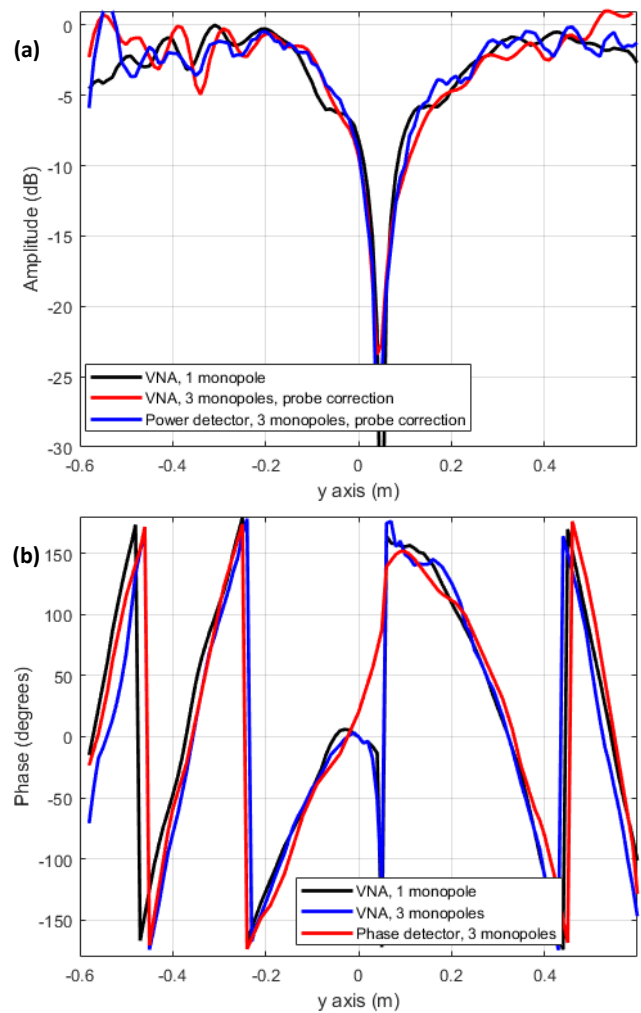 (a)
0
-5
-10
-15
-20
-25
-30
Amplitude (dB)
VNA, 1 monopole
VNA, 3 monopoles, probe correction
Power detector, 3 monopoles, probe correction
-0.6 -0.4 -0.2 0 0.2 0.4
y axis (m)
(b)
150
100
50
0
-50
-100
-150
Phase (degrees)
VNA, 1 monopole
VNA, 3 monopoles
Phase detector, 3 monopoles
-0.6 -0.4 -0.2 0 0.2 0.4
y axis (m)